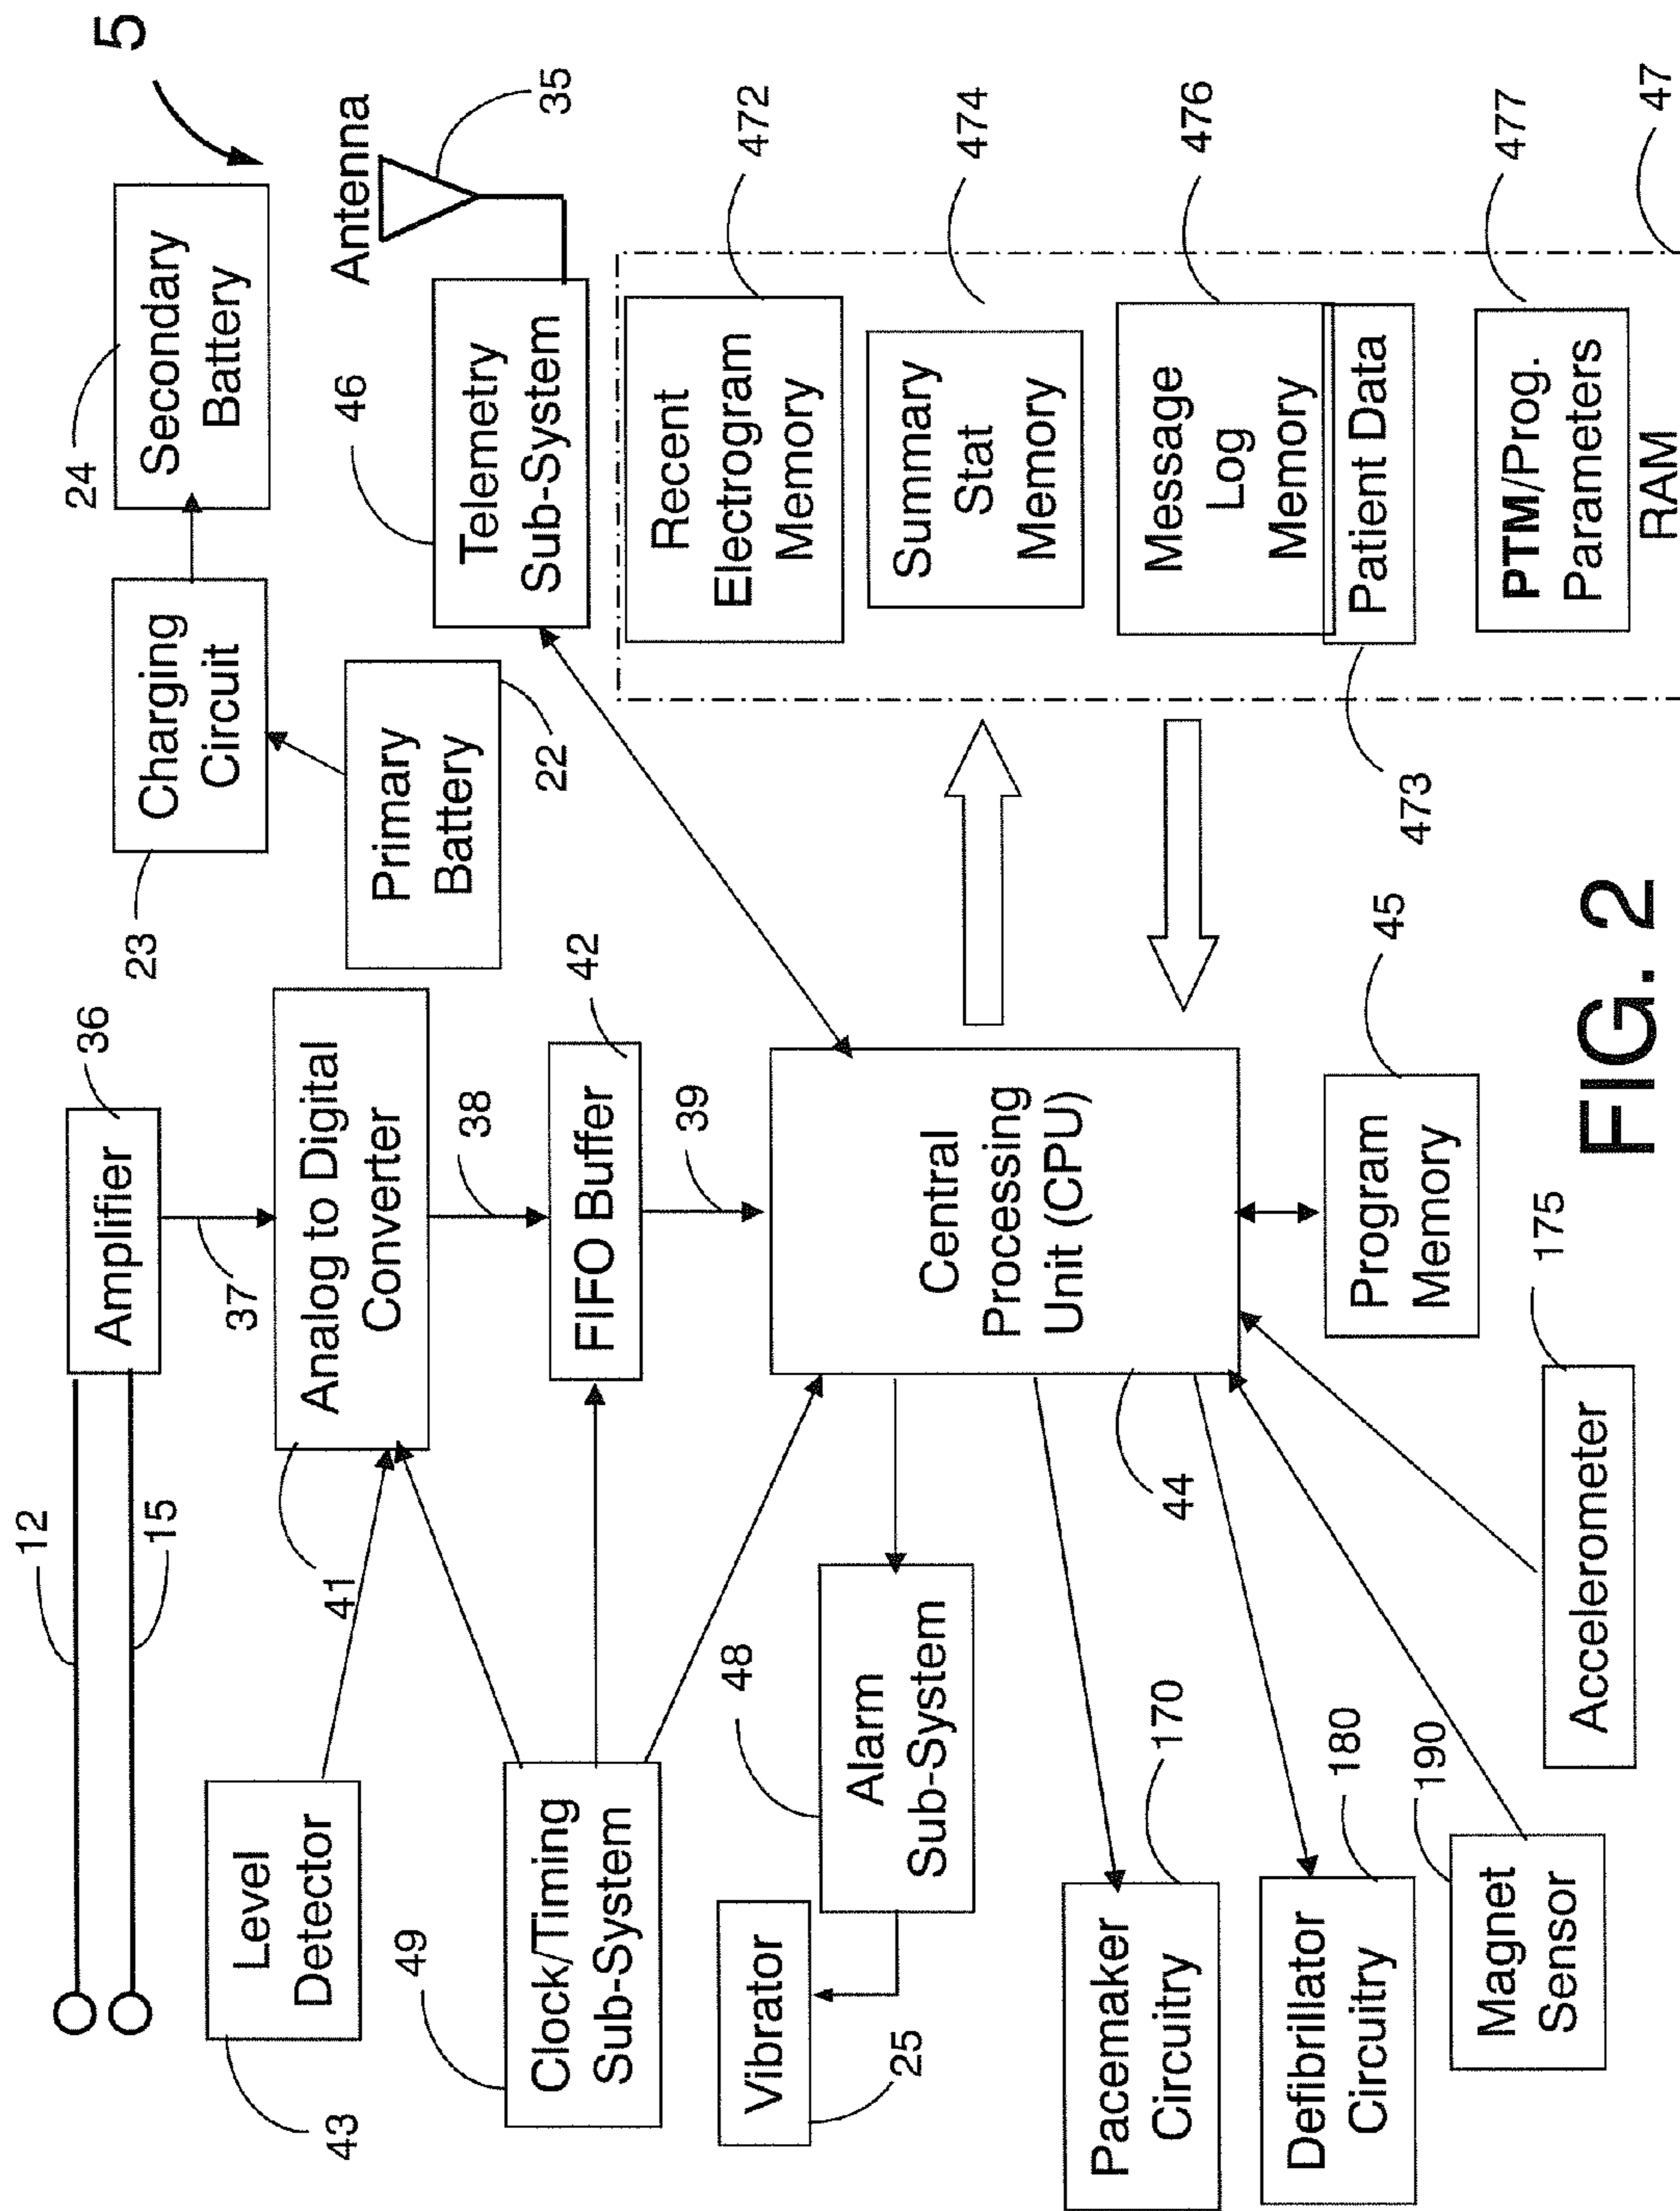 5
12
15
Amplifier
36
37
23
Charging
Circuit
24
Secondary
Battery
Primary
Battery
22
43
Level
Detector
41
Analog to Digital
Converter
38
Antenna
35
46
Telemetry
Sub-System
49
Clock/Timing
Sub-System
FIFO Buffer
42
39
Vibrator
25
48
Alarm
Sub-System
Central
Processing
Unit (CPU)
44
Recent
Electrogram
Memory
472
Summary
Stat
Memory
474
Message
Log
Memory
476
Patient Data
473
PTM/Prog.
Parameters
477
RAM
47
Pacemaker
Circuitry
170
Defibrillator
Circuitry
180
190
Magnet
Sensor
Accelerometer
175
Program
Memory
45
FIG. 2